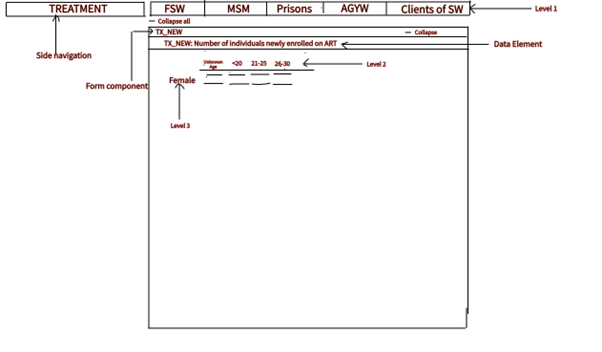 TREATMENT FSW MSM Prisons AGYW Clients of SW Level 1
Collapse all
TX_NEW Collapse
TX_NEW: Number of individuals newly enrolled on ART Data Element
Side navigation
Unknown Age <20 21-25 26-30 Level 2
Form component Female
Level 3